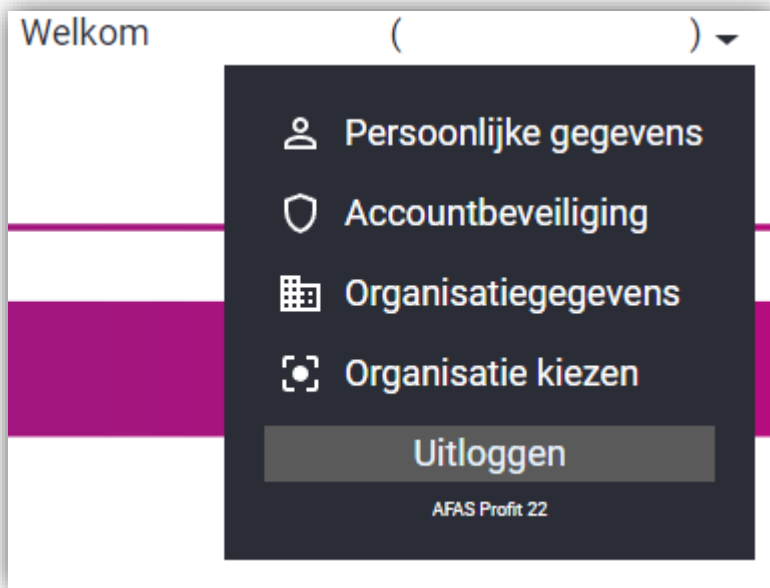 Welkom ( )
Persoonlijke gegevens
Accountbeveiliging
Organisatiegegevens
Organisatie kiezen
Uitloggen
AFAS Profit 22